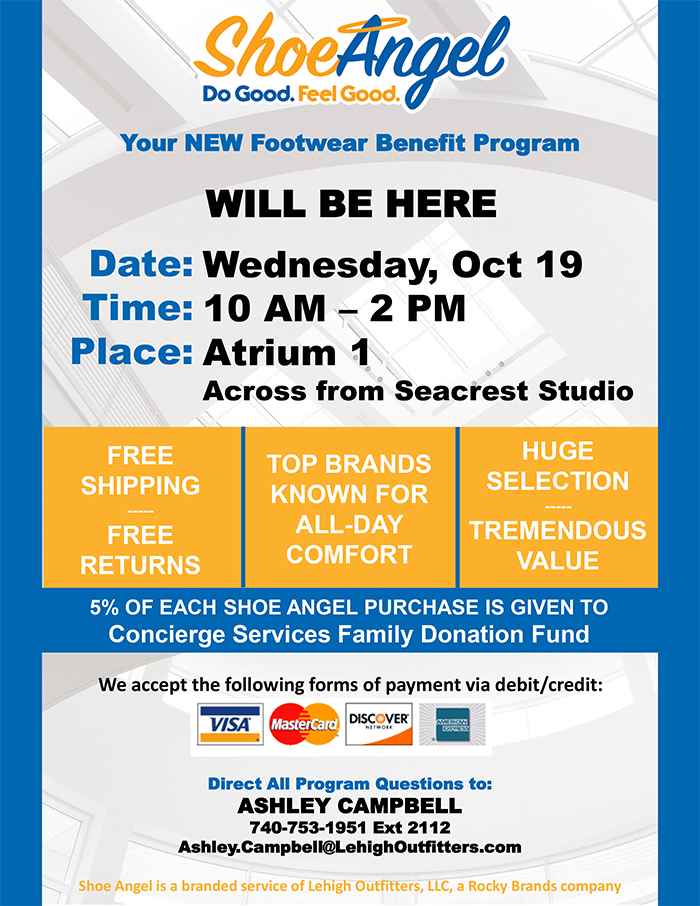 ShoeAngel
Do Good. Feel Good.
Your NEW Footwear Benefit Program
WILL BE HERE
Date: Wednesday, Oct 19
Time: 10 AM – 2 PM
Place: Atrium 1
Across from Seacrest Studio
FREE
SHIPPING
-----
FREE
RETURNS
TOP BRANDS
KNOWN FOR
ALL-DAY
COMFORT
HUGE
SELECTION
-----
TREMENDOUS
VALUE
5% OF EACH SHOE ANGEL PURCHASE IS GIVEN TO
Concierge Services Family Donation Fund
We accept the following forms of payment via debit/credit:
VISA MasterCard DISCOVER NETWORK AMERICAN EXPRESS
Direct All Program Questions to:
ASHLEY CAMPBELL
740-753-1951 Ext 2112
Ashley.Campbell@LehighOutfitters.com
Shoe Angel is a branded service of Lehigh Outfitters, LLC, a Rocky Brands company